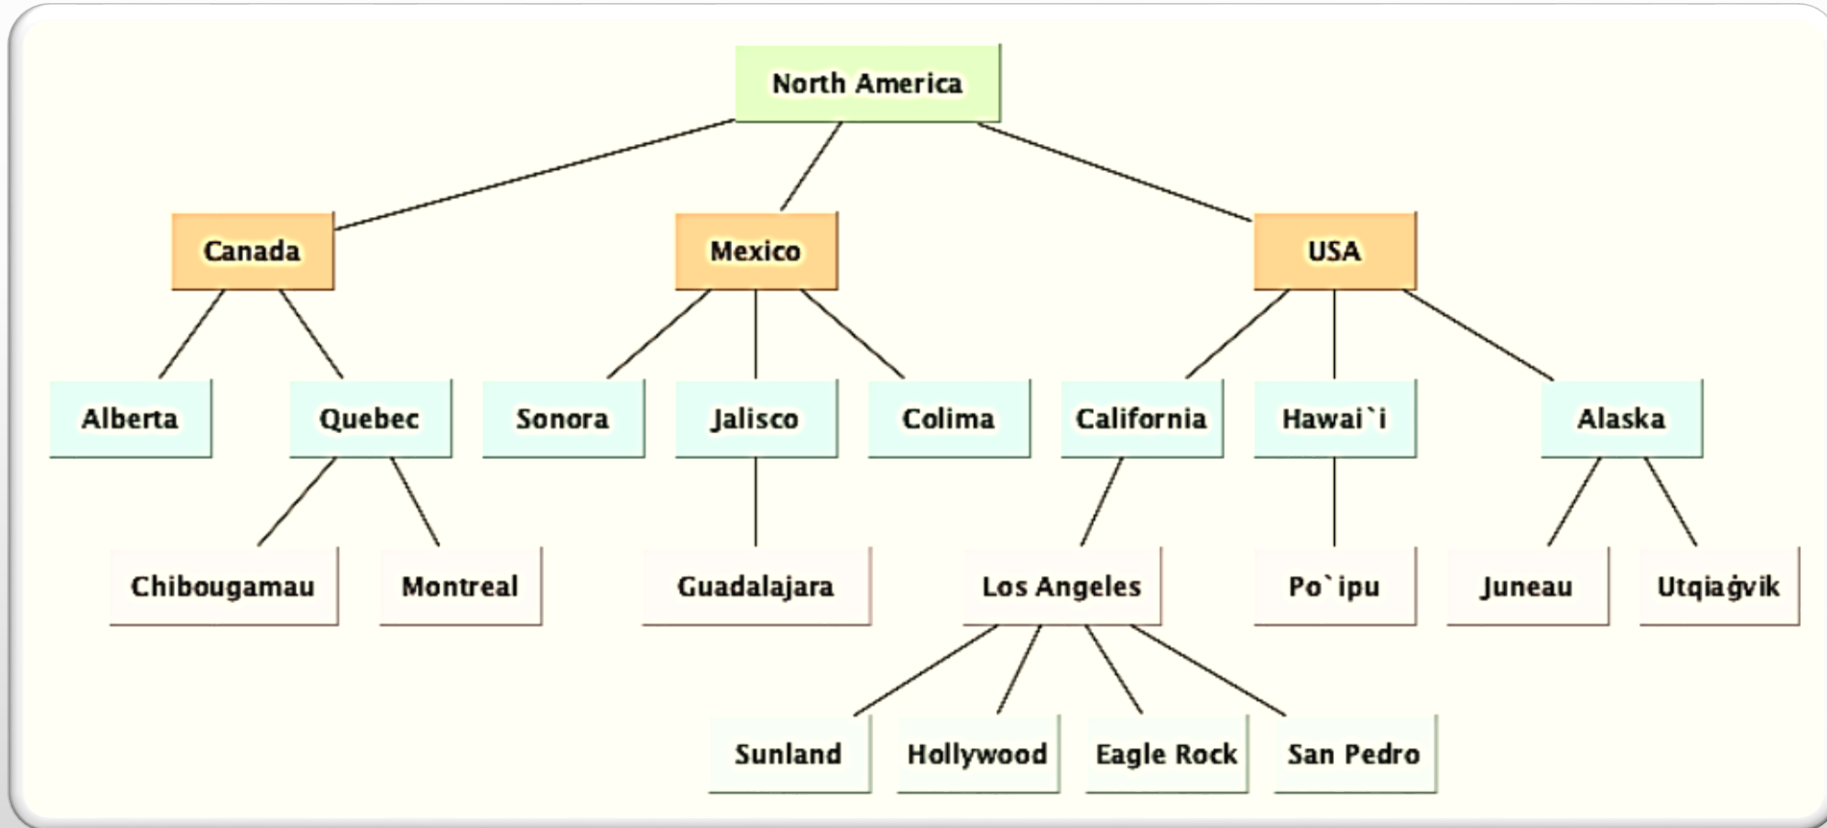 North America
Canada
Mexico
USA
Alberta
Quebec
Sonora
Jalisco
Colima
California
Hawai`i
Alaska
Chibougamau
Montreal
Guadalajara
Los Angeles
Po`ipu
Juneau
Utqiaġvik
Sunland
Hollywood
Eagle Rock
San Pedro